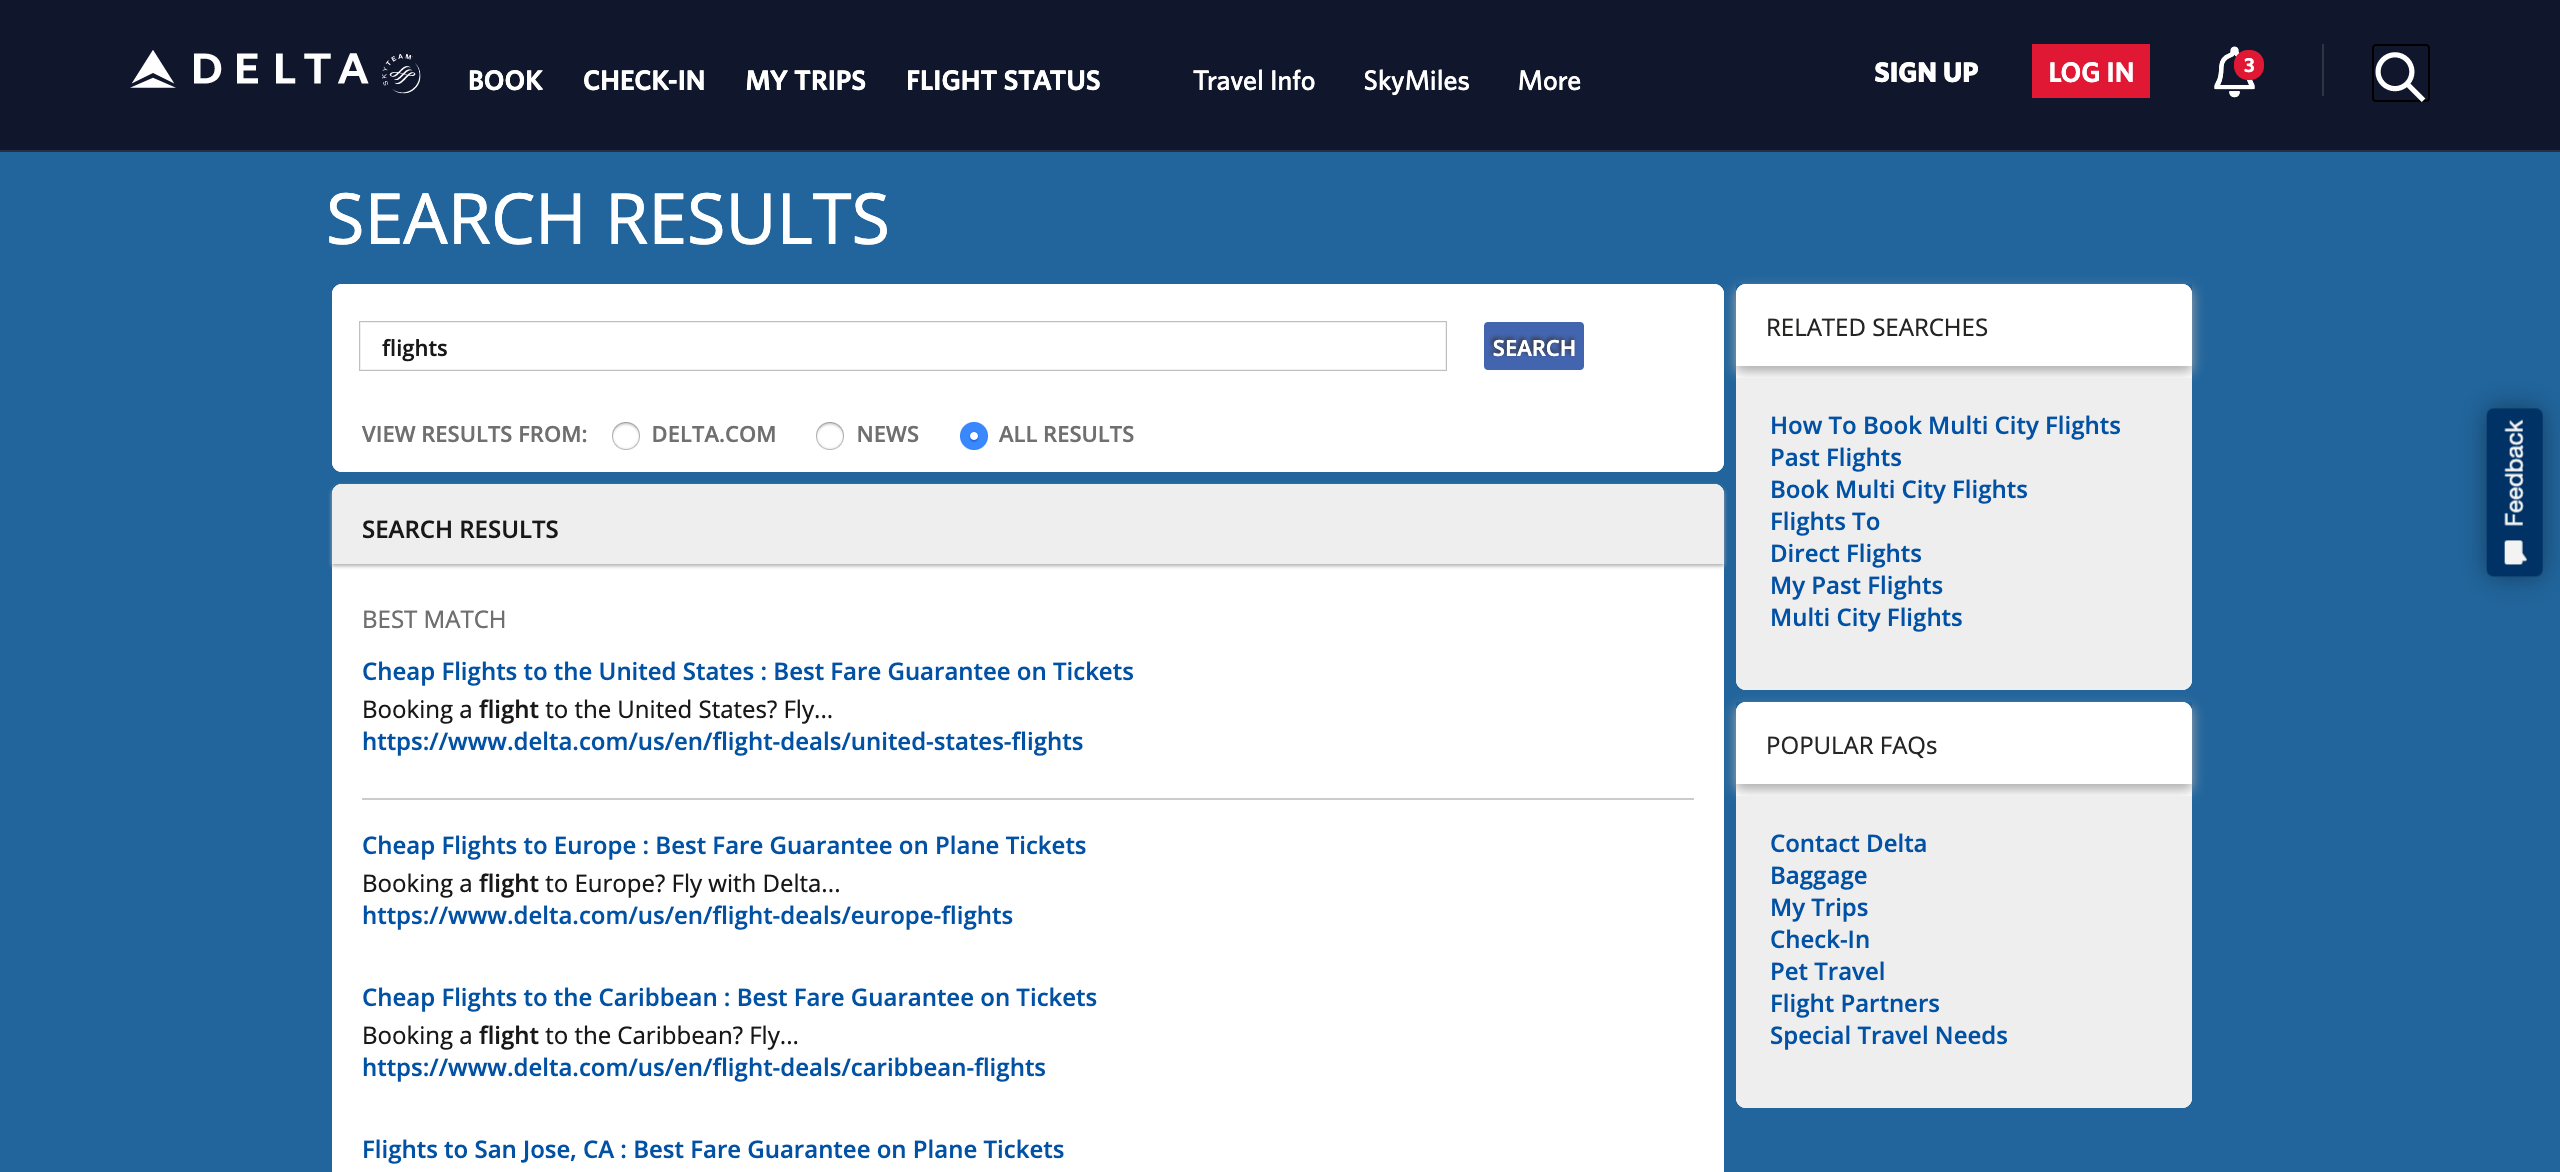 DELTA SKYTEAM BOOK CHECK-IN MY TRIPS FLIGHT STATUS Travel Info SkyMiles More SIGN UP LOG IN 3
SEARCH RESULTS
flights SEARCH
VIEW RESULTS FROM: DELTA.COM NEWS ALL RESULTS
SEARCH RESULTS
BEST MATCH
Cheap Flights to the United States : Best Fare Guarantee on Tickets
Booking a flight to the United States? Fly...
https://www.delta.com/us/en/flight-deals/united-states-flights
Cheap Flights to Europe : Best Fare Guarantee on Plane Tickets
Booking a flight to Europe? Fly with Delta...
https://www.delta.com/us/en/flight-deals/europe-flights
Cheap Flights to the Caribbean : Best Fare Guarantee on Tickets
Booking a flight to the Caribbean? Fly...
https://www.delta.com/us/en/flight-deals/caribbean-flights
Flights to San Jose, CA : Best Fare Guarantee on Plane Tickets
RELATED SEARCHES
How To Book Multi City Flights
Past Flights
Book Multi City Flights
Flights To
Direct Flights
My Past Flights
Multi City Flights
POPULAR FAQs
Contact Delta
Baggage
My Trips
Check-In
Pet Travel
Flight Partners
Special Travel Needs
Feedback